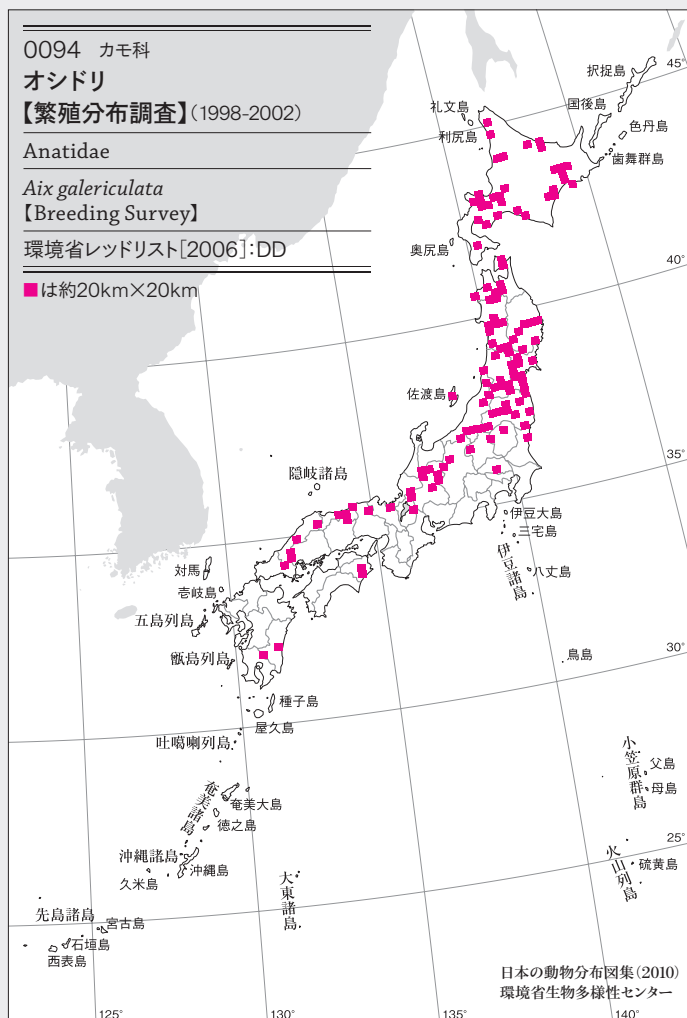 0094 カモ科
オシドリ
【繁殖分布調査】(1998-2002)
Anatidae
Aix galericulata
【Breeding Survey】
環境省レッドリスト[2006]:DD
■は約20km×20km
択捉島
国後島
礼文島
色丹島
利尻島
歯舞群島
奥尻島
佐渡島
隠岐諸島
伊豆大島
三宅島
伊豆諸島
八丈島
対馬
壱岐島
五島列島
甑島列島
鳥島
種子島
屋久島
吐噶喇列島
小笠原群島
父島
母島
奄美諸島
奄美大島
徳之島
沖縄諸島
沖縄島
久米島
火山列島
硫黄島
大東諸島
先島諸島
宮古島
石垣島
西表島
45°
40°
35°
30°
25°
125°
130°
135°
140°
日本の動物分布図集(2010)
環境省生物多様性センター